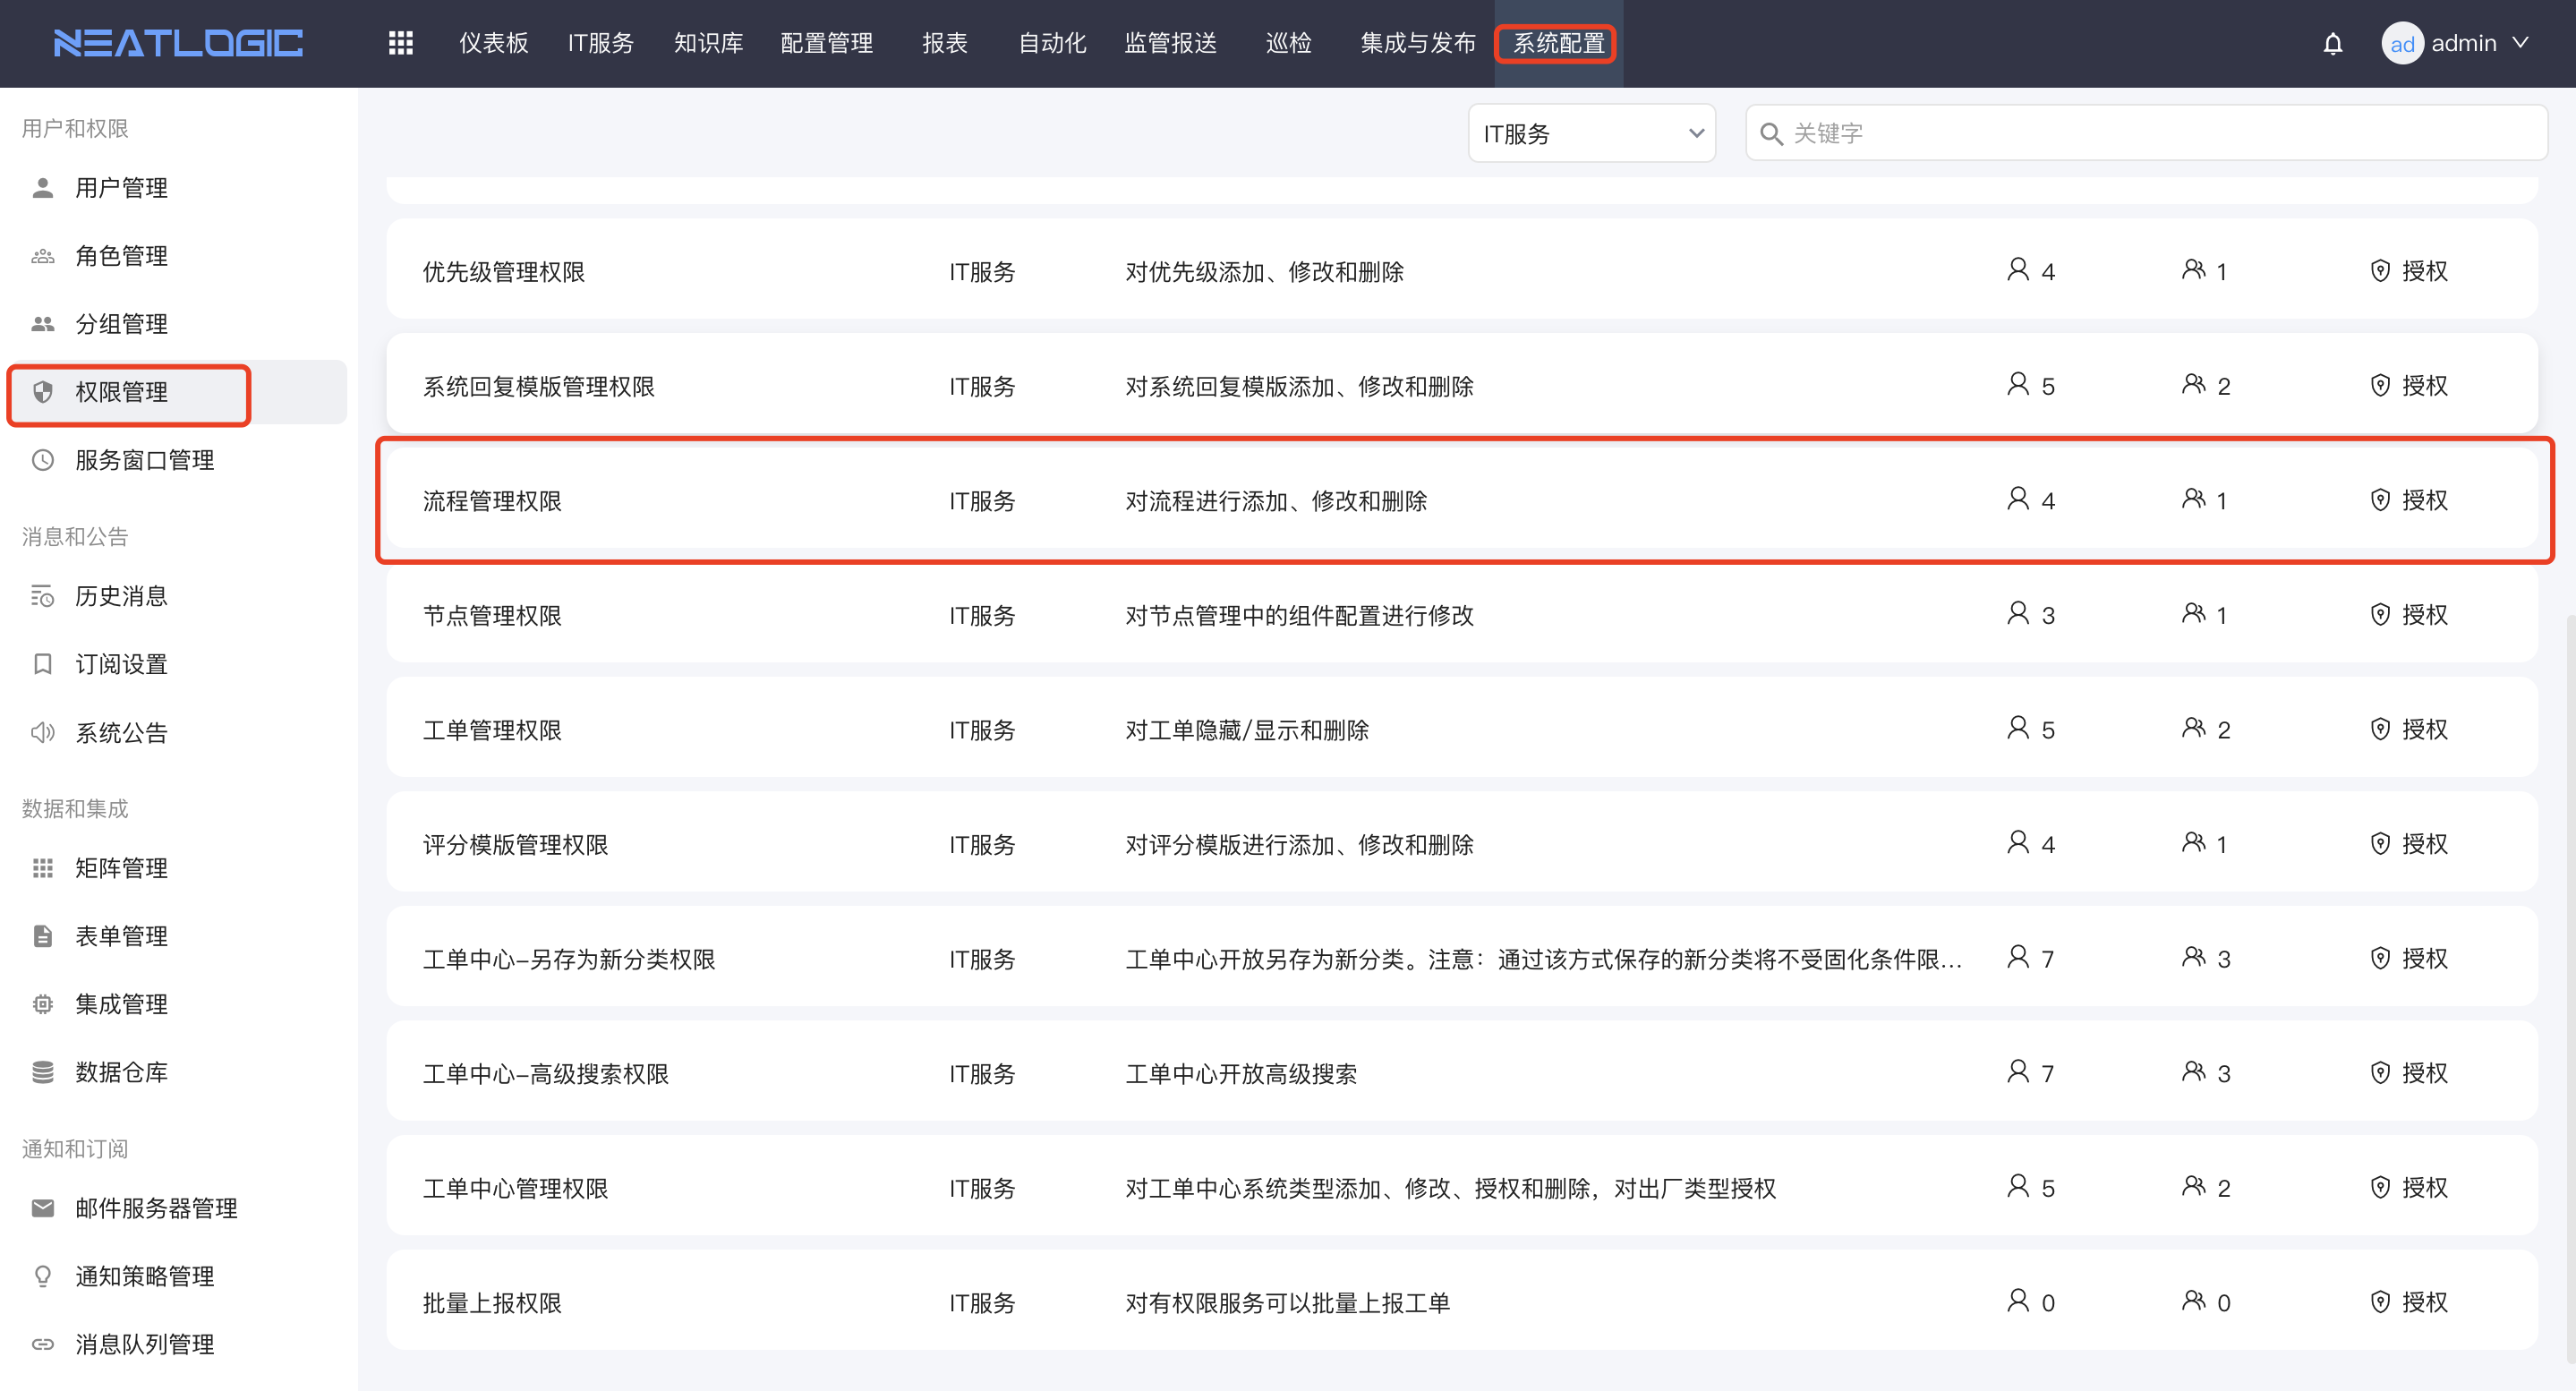 NEATLOGIC 仪表板 IT服务 知识库 配置管理 报表 自动化 监管报送 巡检 集成与发布 系统配置 ad admin
用户和权限
用户管理
角色管理
分组管理
权限管理
服务窗口管理
消息和公告
历史消息
订阅设置
系统公告
数据和集成
矩阵管理
表单管理
集成管理
数据仓库
通知和订阅
邮件服务器管理
通知策略管理
消息队列管理
IT服务 关键字
优先级管理权限 IT服务 对优先级添加、修改和删除 4 1 授权
系统回复模版管理权限 IT服务 对系统回复模版添加、修改和删除 5 2 授权
流程管理权限 IT服务 对流程进行添加、修改和删除 4 1 授权
节点管理权限 IT服务 对节点管理中的组件配置进行修改 3 1 授权
工单管理权限 IT服务 对工单隐藏/显示和删除 5 2 授权
评分模版管理权限 IT服务 对评分模版进行添加、修改和删除 4 1 授权
工单中心-另存为新分类权限 IT服务 工单中心开放另存为新分类。注意：通过该方式保存的新分类将不受固化条件限... 7 3 授权
工单中心-高级搜索权限 IT服务 工单中心开放高级搜索 7 3 授权
工单中心管理权限 IT服务 对工单中心系统类型添加、修改、授权和删除，对出厂类型授权 5 2 授权
批量上报权限 IT服务 对有权限服务可以批量上报工单 0 0 授权